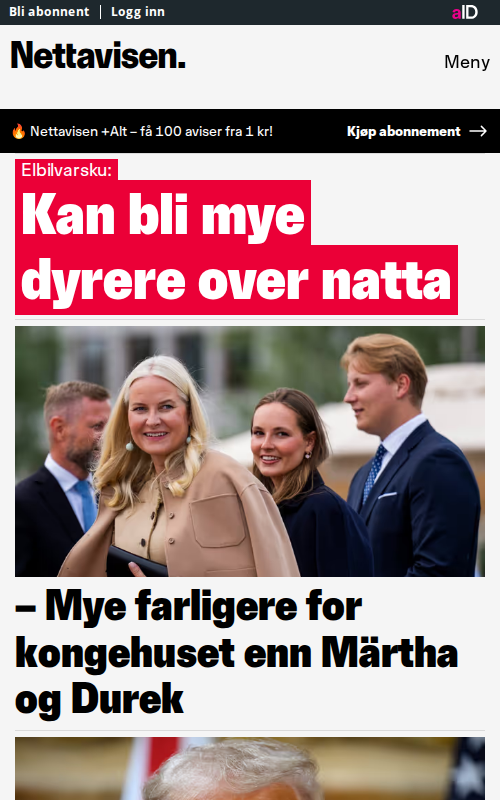 Bli abonnent
Logg inn
aID
Nettavisen.
Meny
🔥 Nettavisen +Alt – få 100 aviser fra 1 kr!
Kjøp abonnement →
Elbilvarsku:
Kan bli mye
dyrere over natta
– Mye farligere for
kongehuset enn Märtha
og Durek